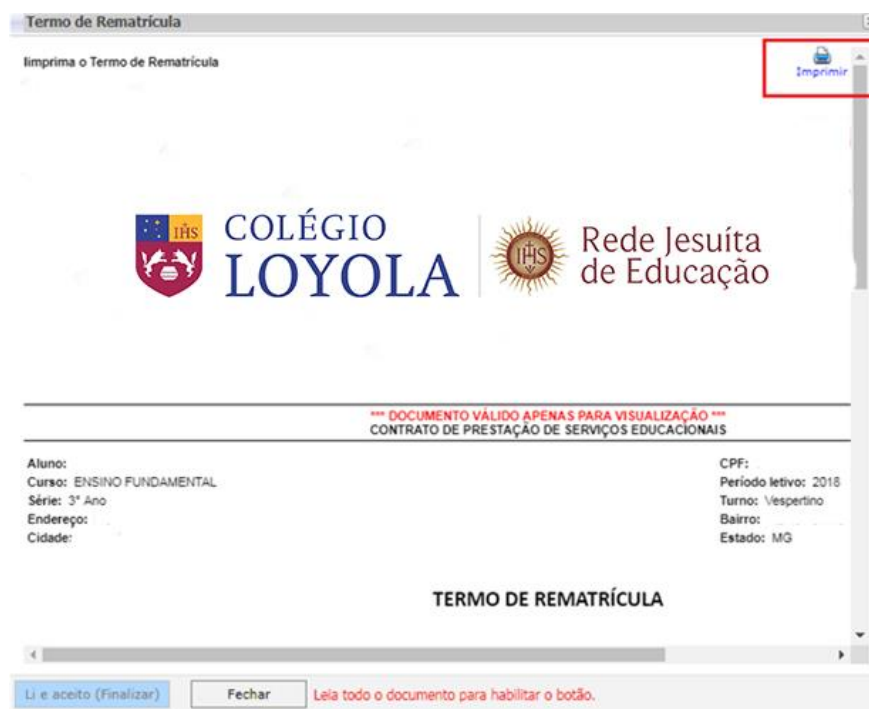 Termo de Rematrícula
Iimprima o Termo de Rematrícula
Imprimir
IHS
COLÉGIO
LOYOLA
IHS
Rede Jesuíta
de Educação
*** DOCUMENTO VÁLIDO APENAS PARA VISUALIZAÇÃO ***
CONTRATO DE PRESTAÇÃO DE SERVIÇOS EDUCACIONAIS
Aluno: CPF:
Curso: ENSINO FUNDAMENTAL Período letivo: 2018
Série: 3° Ano Turno: Vespertino
Endereço: Bairro:
Cidade: Estado: MG
TERMO DE REMATRÍCULA
Li e aceito (Finalizar) Fechar Leia todo o documento para habilitar o botão.